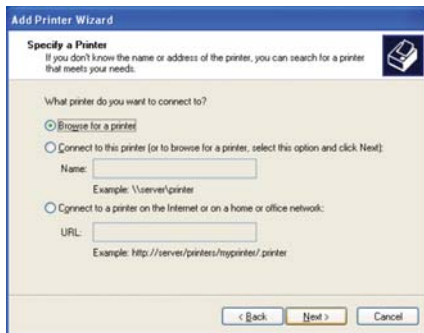 Add Printer Wizard
Specify a Printer
If you don't know the name or address of the printer, you can search for a printer
that meets your needs.
What printer do you want to connect to?
Browse for a printer
Connect to this printer (or to browse for a printer, select this option and click Next):
Name:
Example: \\server\printer
Connect to a printer on the Internet or on a home or office network:
URL:
Example: http://server/printers/myprinter/.printer
< Back Next > Cancel